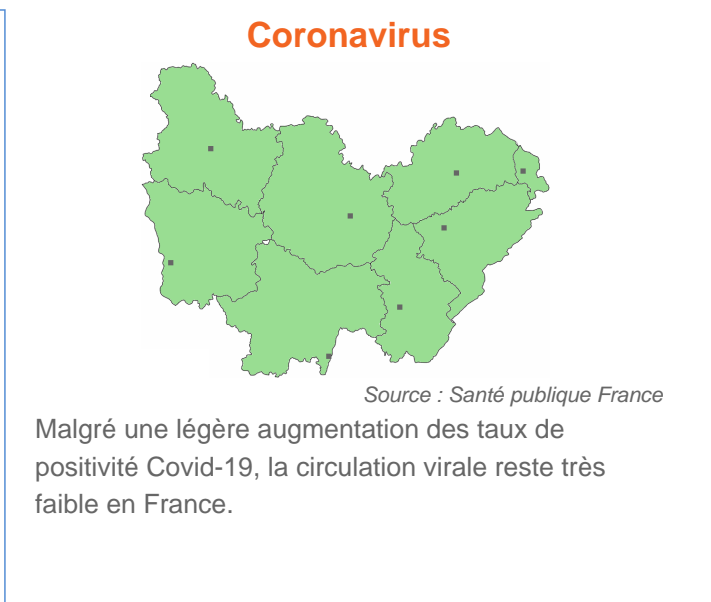 Coronavirus
Source : Santé publique France
Malgré une légère augmentation des taux de
positivité Covid-19, la circulation virale reste très
faible en France.